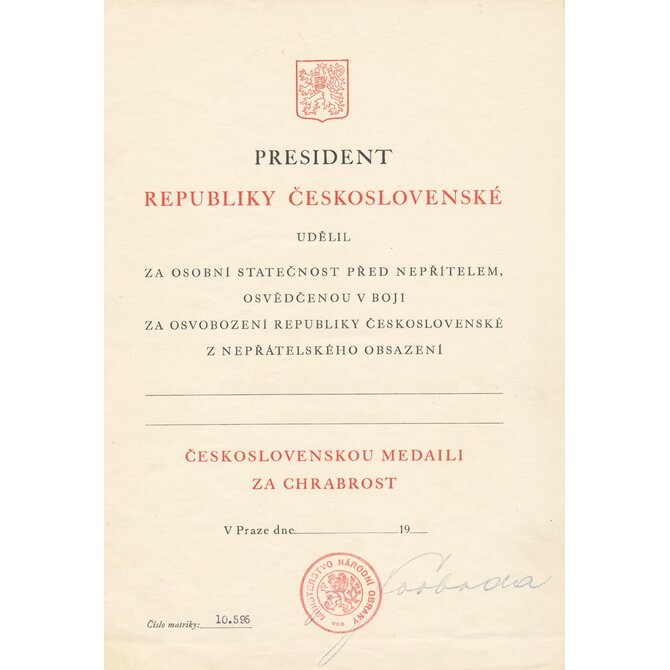 PRESIDENT
REPUBLIKY ČESKOSLOVENSKÉ
UDĚLIL
ZA OSOBNÍ STATEČNOST PŘED NEPŘÍTELEM,
OSVĚDČENOU V BOJI
ZA OSVOBOZENÍ REPUBLIKY ČESKOSLOVENSKÉ
Z NEPŘÁTELSKÉHO OBSAZENÍ
ČESKOSLOVENSKOU MEDAILI
ZA CHRABROST
V Praze dne 19
MINISTERSTVO NÁRODNÍ OBRANY
Svoboda
Číslo matriky: 10.595